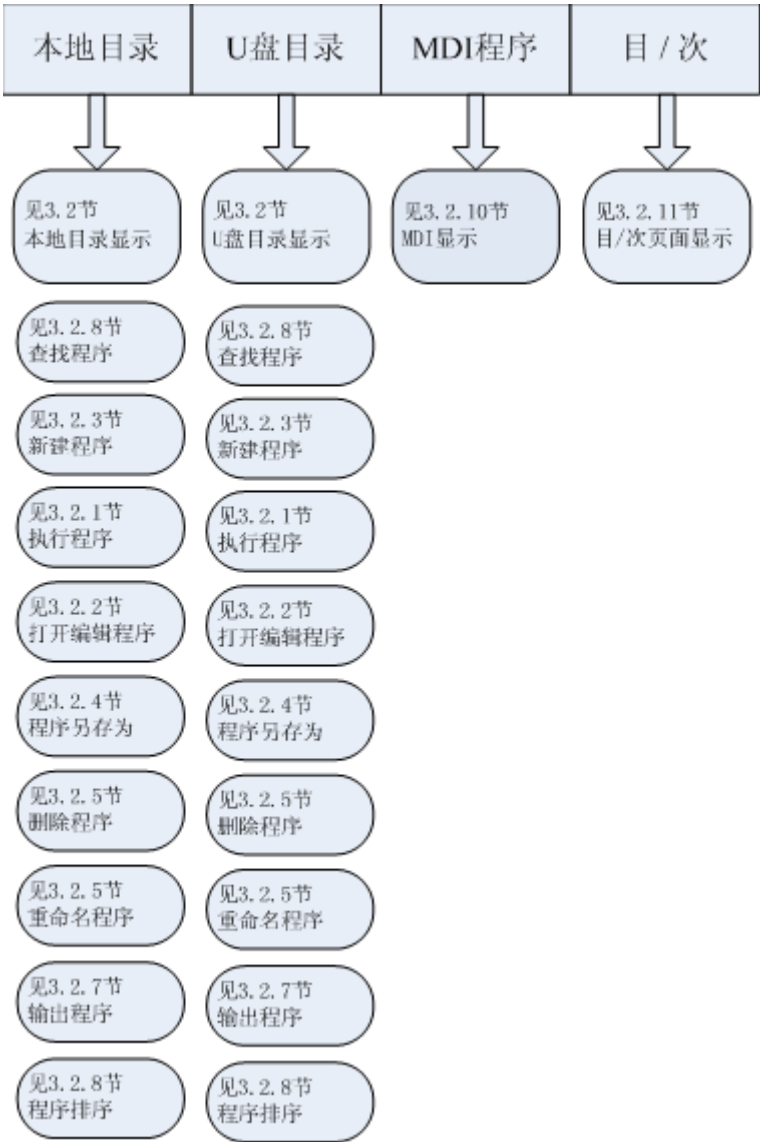 本地目录
U盘目录
MDI程序
目 / 次
见3.2节
本地目录显示
见3.2节
U盘目录显示
见3.2.10节
MDI显示
见3.2.11节
目/次页面显示
见3.2.8节
查找程序
见3.2.8节
查找程序
见3.2.3节
新建程序
见3.2.3节
新建程序
见3.2.1节
执行程序
见3.2.1节
执行程序
见3.2.2节
打开编辑程序
见3.2.2节
打开编辑程序
见3.2.4节
程序另存为
见3.2.4节
程序另存为
见3.2.5节
删除程序
见3.2.5节
删除程序
见3.2.5节
重命名程序
见3.2.5节
重命名程序
见3.2.7节
输出程序
见3.2.7节
输出程序
见3.2.8节
程序排序
见3.2.8节
程序排序